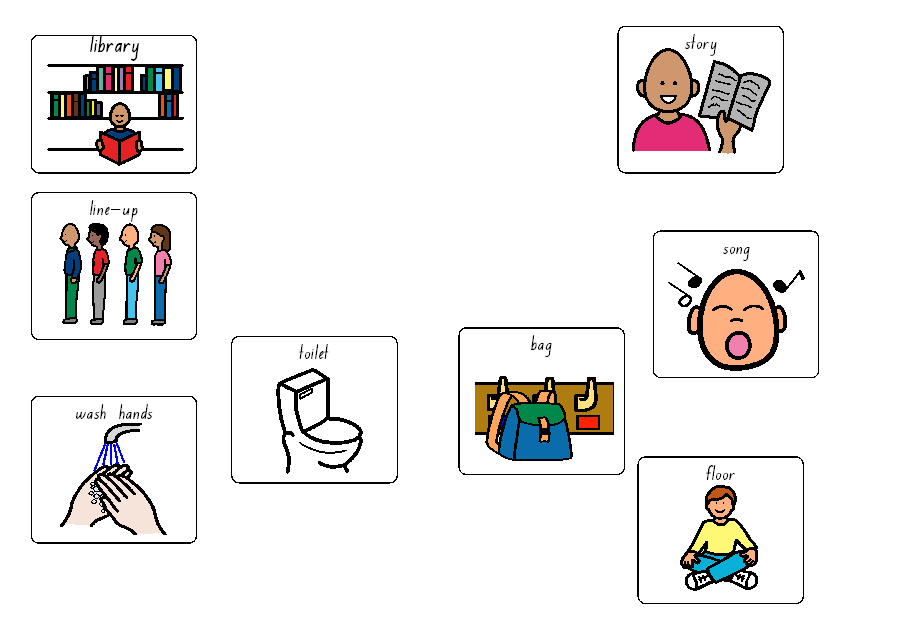 library
story
line-up
song
toilet
bag
wash hands
floor